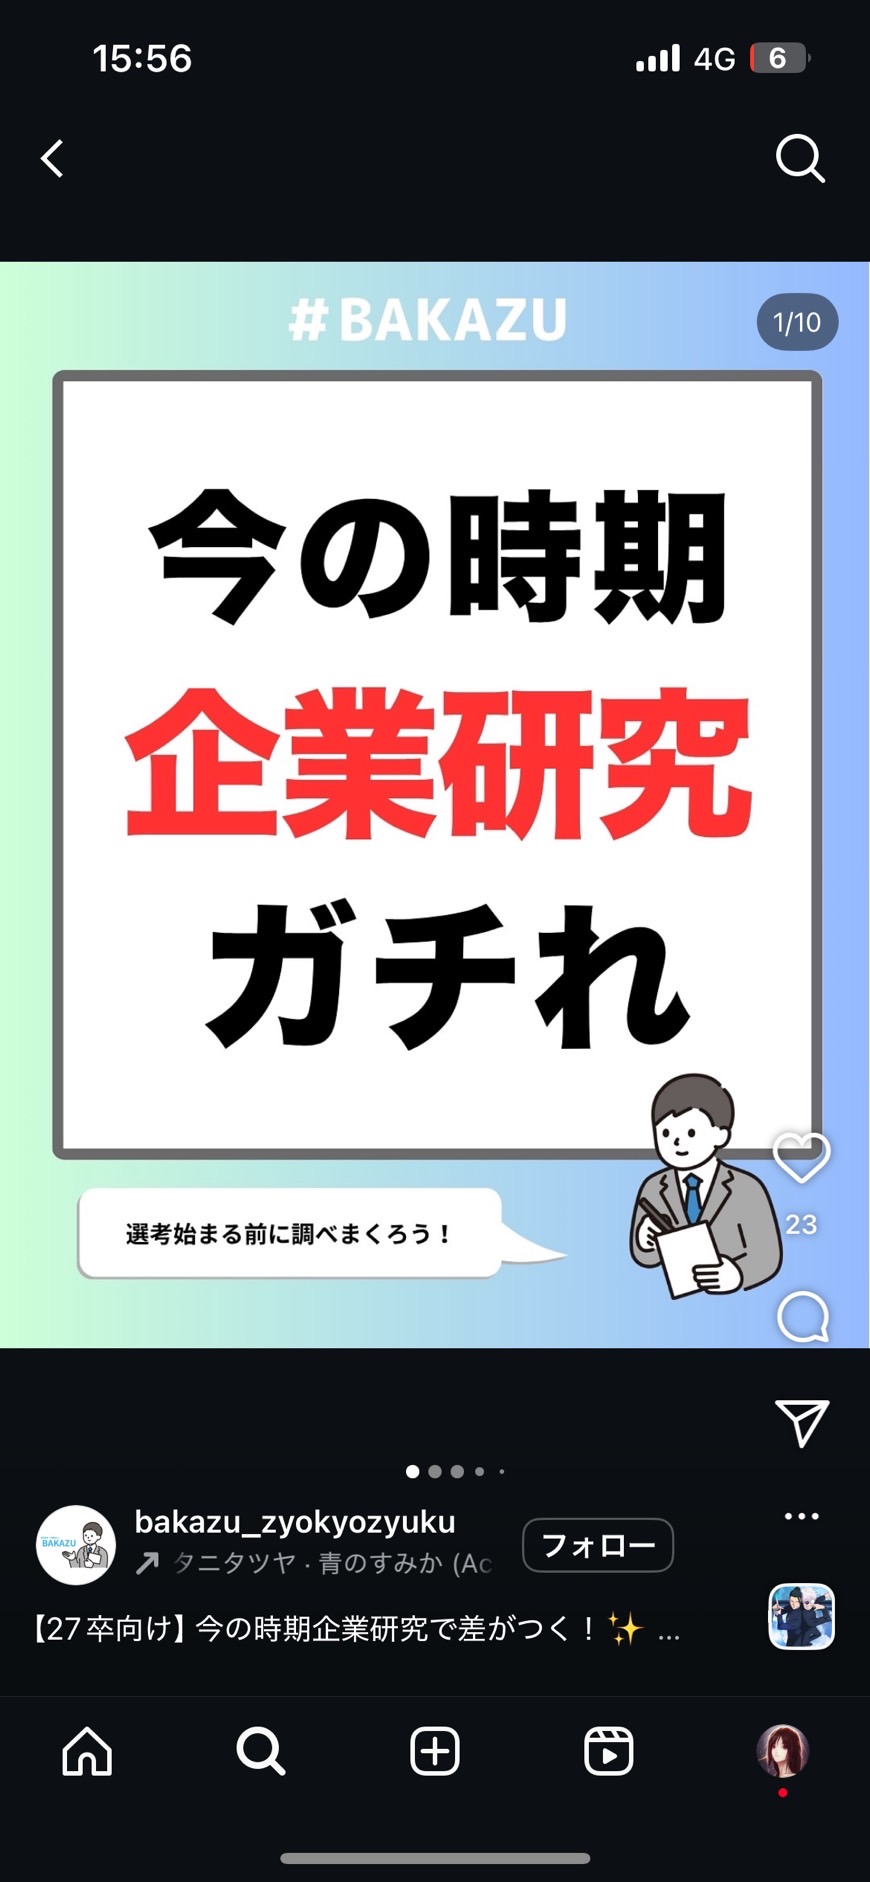 15:56
4G
6
#BAKAZU
1/10
今の時期
企業研究
ガチれ
選考始まる前に調べまくろう！
23
bakazu_zyokyozyuku
タニタツヤ · 青のすみか (Ac
フォロー
【27卒向け】今の時期企業研究で差がつく！✨ ...
BAKAZU